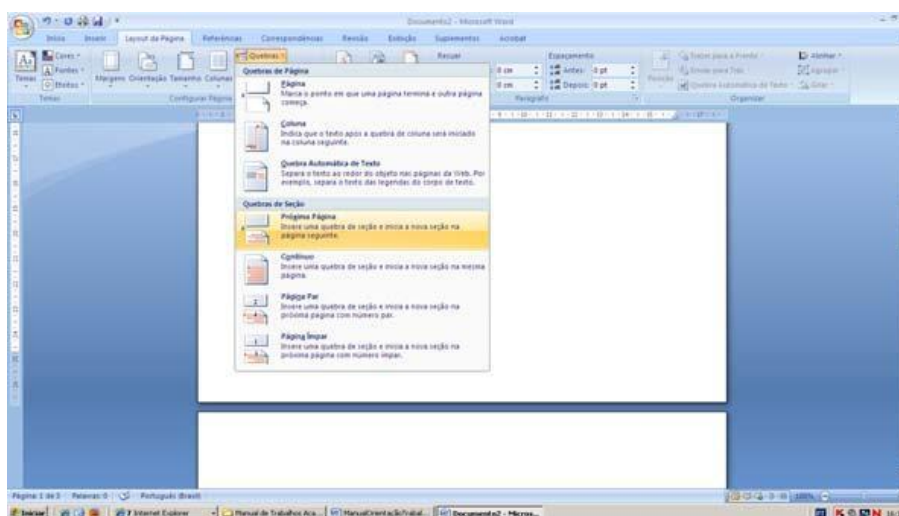 Documento2 - Microsoft Word
Início Inserir Layout da Página Referências Correspondências Revisão Exibição Suplementos Acrobat
Temas
Cores
Fontes
Efeitos
Temas
Margens Orientação Tamanho Colunas
Configurar Página
Quebras
Recuar
Espaçamento
0 cm
Antes: 0 pt
0 cm
Depois: 0 pt
Parágrafo
Posição
Trazer para a Frente
Enviar para Trás
Quebra Automática de Texto
Alinhar
Agrupar
Girar
Organizar
Quebras de Página
Página
Marca o ponto em que uma página termina e outra página
começa.
Coluna
Indica que o texto após a quebra de coluna será iniciado
na coluna seguinte.
Quebra Automática de Texto
Separa o texto ao redor do objeto nas páginas da Web. Por
exemplo, separa o texto das legendas do corpo de texto.
Quebras de Seção
Próxima Página
Insere uma quebra de seção e inicia a nova seção na
página seguinte.
Contínuo
Insere uma quebra de seção e inicia a nova seção na mesma
página.
Página Par
Insere uma quebra de seção e inicia a nova seção na
próxima página com número par.
Página Ímpar
Insere uma quebra de seção e inicia a nova seção na
próxima página com número ímpar.
Página: 1 de 3 Palavras: 0 Português (Brasil) 100%
Iniciar 7 Internet Explorer Manual de Trabalhos Aca... Documento2 - Micros...